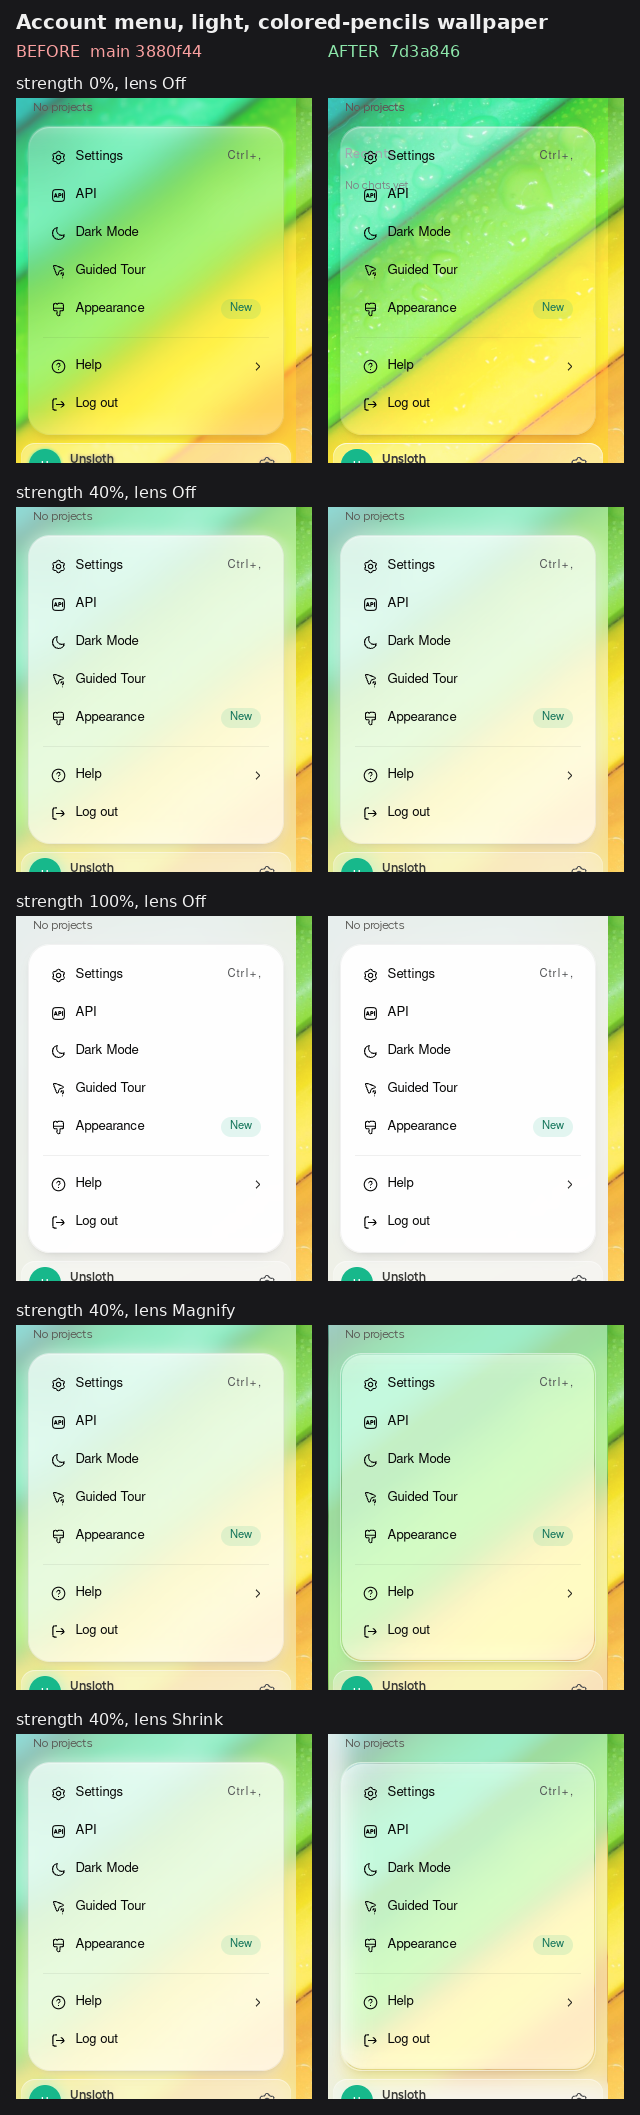 Account menu, light, colored-pencils wallpaper
BEFORE main 3880f44
AFTER 7d3a846
strength 0%, lens Off
No projects
Settings Ctrl+,
API
Dark Mode
Guided Tour
Appearance New
Help
Log out
Unsloth
No projects
Recents
Settings Ctrl+,
No chats yet
API
Dark Mode
Guided Tour
Appearance New
Help
Log out
Unsloth
strength 40%, lens Off
No projects
Settings Ctrl+,
API
Dark Mode
Guided Tour
Appearance New
Help
Log out
Unsloth
No projects
Settings Ctrl+,
API
Dark Mode
Guided Tour
Appearance New
Help
Log out
Unsloth
strength 100%, lens Off
No projects
Settings Ctrl+,
API
Dark Mode
Guided Tour
Appearance New
Help
Log out
Unsloth
No projects
Settings Ctrl+,
API
Dark Mode
Guided Tour
Appearance New
Help
Log out
Unsloth
strength 40%, lens Magnify
No projects
Settings Ctrl+,
API
Dark Mode
Guided Tour
Appearance New
Help
Log out
Unsloth
No projects
Settings Ctrl+,
API
Dark Mode
Guided Tour
Appearance New
Help
Log out
Unsloth
strength 40%, lens Shrink
No projects
Settings Ctrl+,
API
Dark Mode
Guided Tour
Appearance New
Help
Log out
Unsloth
No projects
Settings Ctrl+,
API
Dark Mode
Guided Tour
Appearance New
Help
Log out
Unsloth